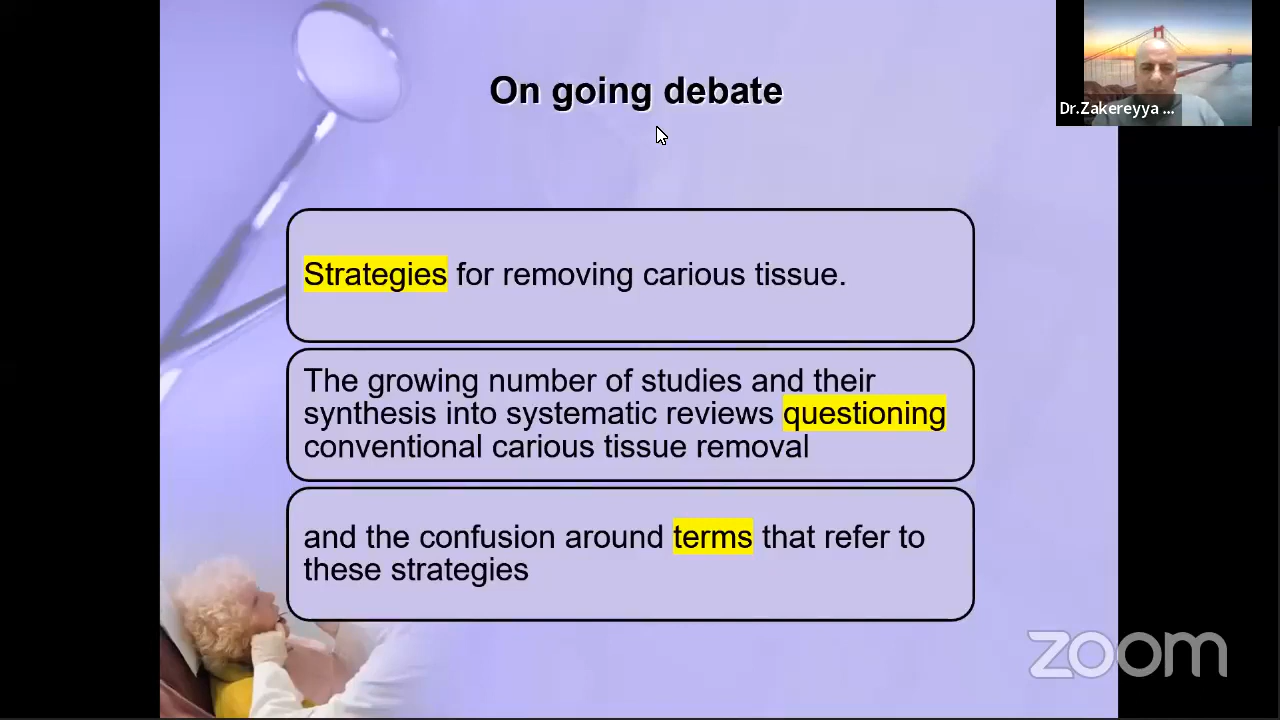 On going debate
Dr.Zakereyya ...
Strategies for removing carious tissue.
The growing number of studies and their
synthesis into systematic reviews questioning
conventional carious tissue removal
and the confusion around terms that refer to
these strategies
zoom